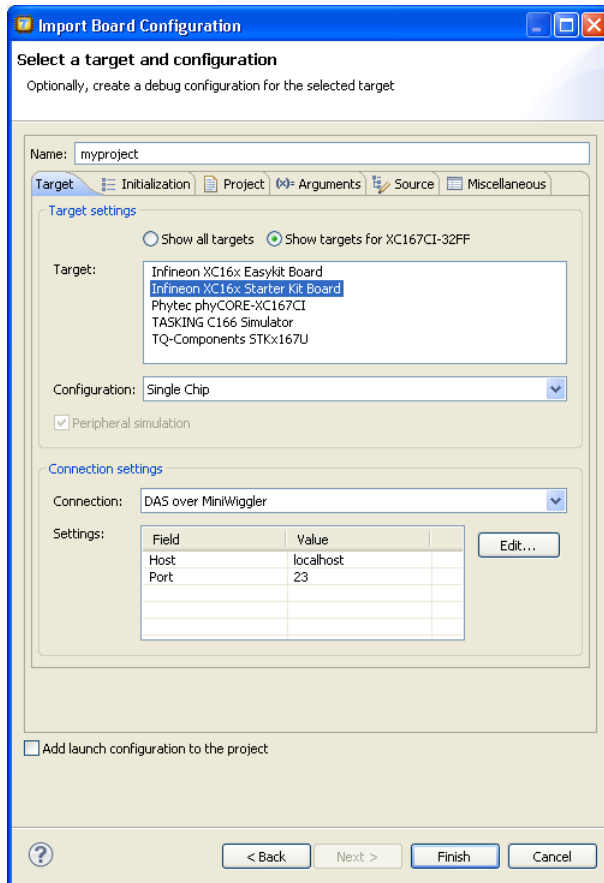 Import Board Configuration
Select a target and configuration
Optionally, create a debug configuration for the selected target
Name: myproject
Target Initialization Project (x)= Arguments Source Miscellaneous
Target settings
Show all targets Show targets for XC167CI-32FF
Target:
Infineon XC16x Easykit Board
Infineon XC16x Starter Kit Board
Phytec phyCORE-XC167CI
TASKING C166 Simulator
TQ-Components STKx167U
Configuration: Single Chip
Peripheral simulation
Connection settings
Connection: DAS over MiniWiggler
Settings: Field Value Edit...
Host localhost
Port 23
Add launch configuration to the project
? < Back Next > Finish Cancel